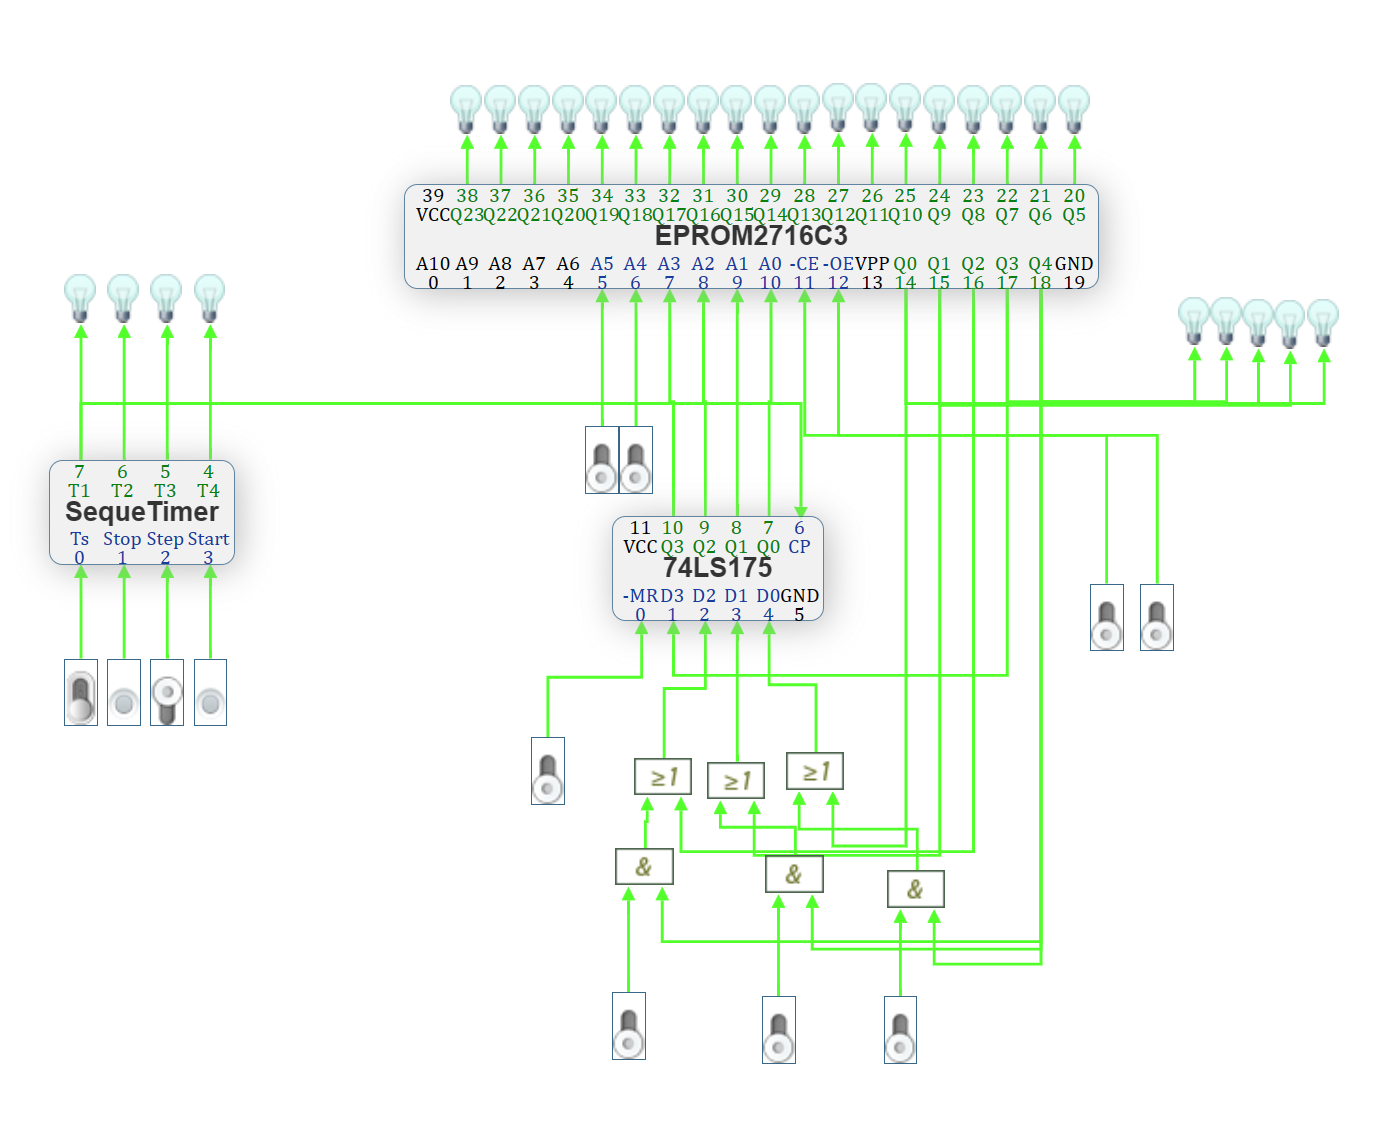 39 38 37 36 35 34 33 32 31 30 29 28 27 26 25 24 23 22 21 20
VCC Q23 Q22 Q21 Q20 Q19 Q18 Q17 Q16 Q15 Q14 Q13 Q12 Q11 Q10 Q9 Q8 Q7 Q6 Q5
EPROM2716C3
A10 A9 A8 A7 A6 A5 A4 A3 A2 A1 A0 -CE -OE VPP Q0 Q1 Q2 Q3 Q4 GND
0 1 2 3 4 5 6 7 8 9 10 11 12 13 14 15 16 17 18 19
7 6 5 4
T1 T2 T3 T4
SequeTimer
Ts Stop Step Start
0 1 2 3
11 10 9 8 7 6
VCC Q3 Q2 Q1 Q0 CP
74LS175
-MR D3 D2 D1 D0 GND
0 1 2 3 4 5
≥1 ≥1 ≥1
& & &